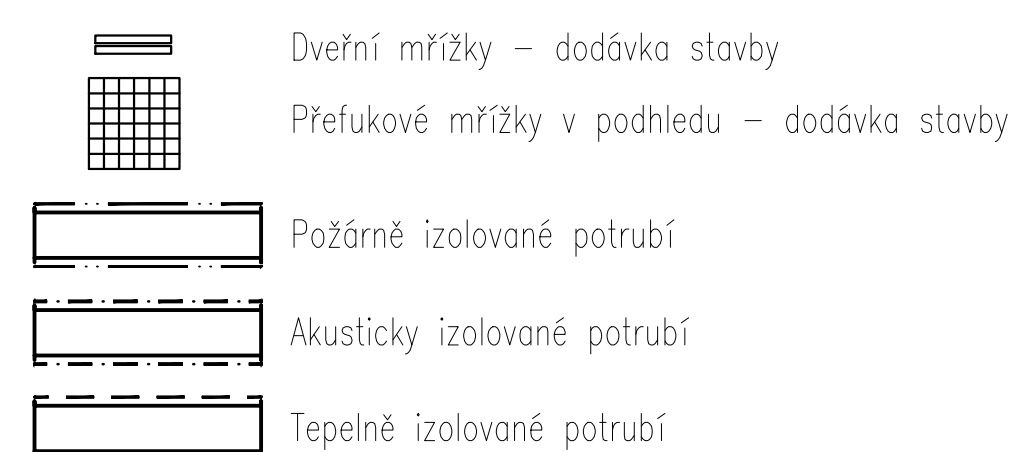 Dveřní mřížky – dodávka stavby
Přefukové mřížky v podhledu – dodávka stavby
Požárně izolované potrubí
Akusticky izolované potrubí
Tepelně izolované potrubí